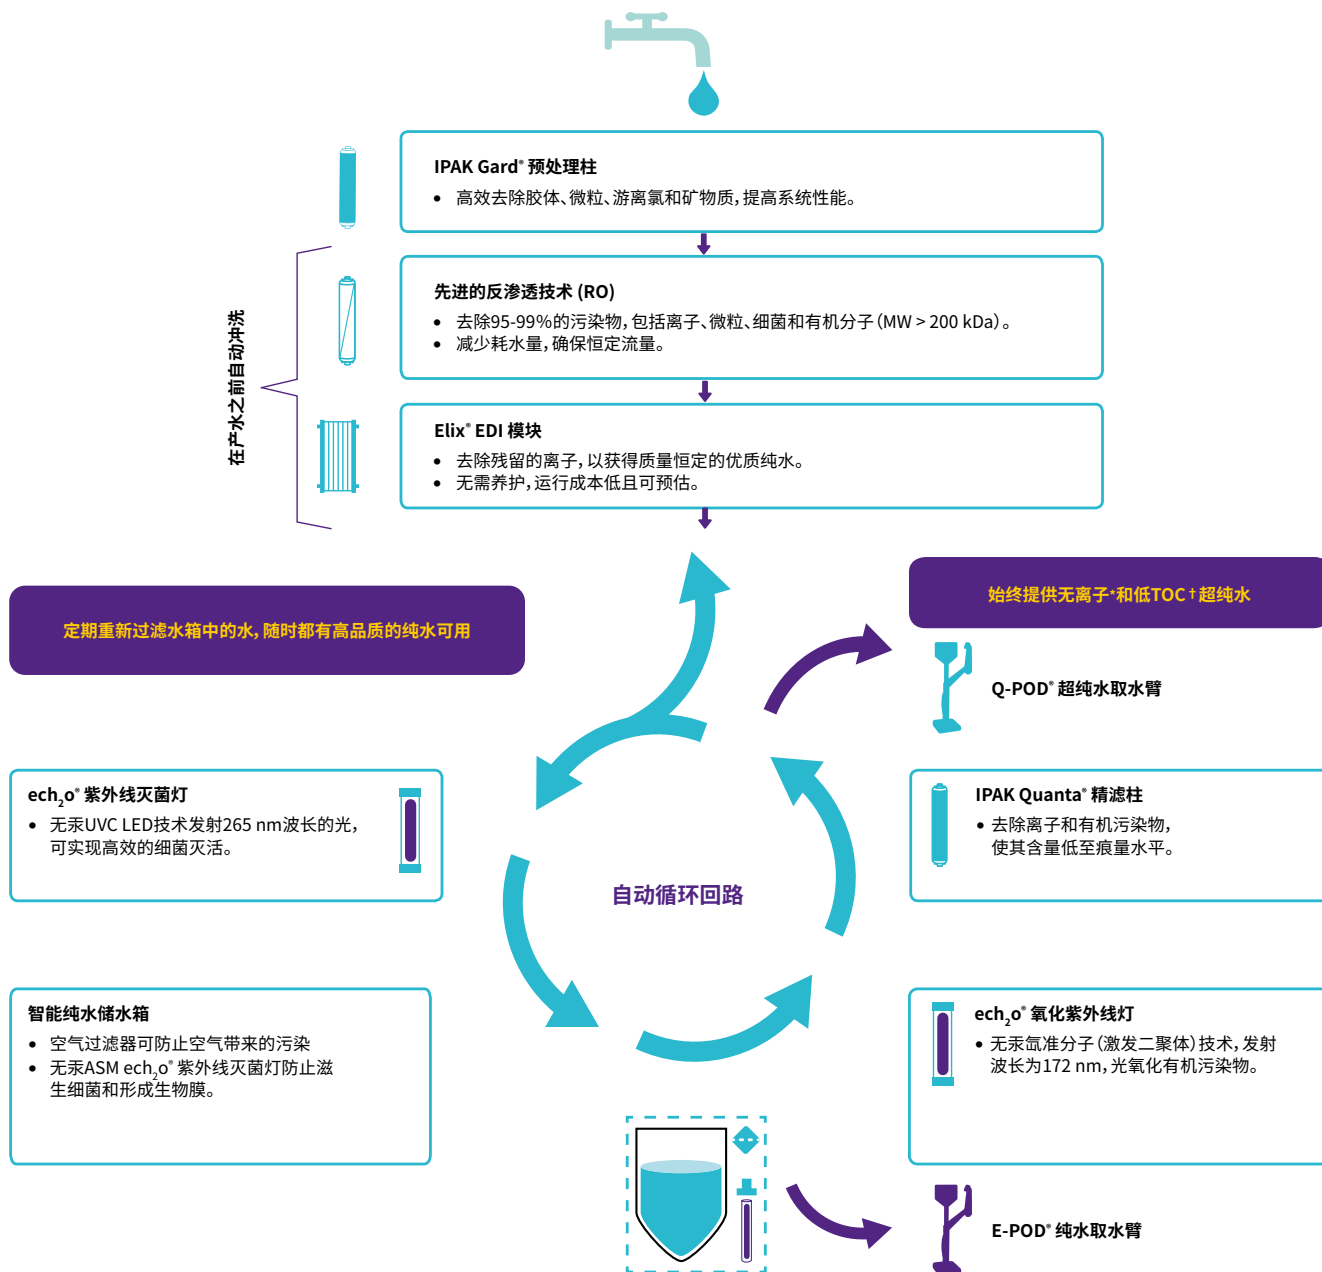 IPAK Gard® 预处理柱
• 高效去除胶体、微粒、游离氯和矿物质，提高系统性能。
在产水之前自动冲洗
先进的反渗透技术 (RO)
• 去除95-99%的污染物，包括离子、微粒、细菌和有机分子（MW > 200 kDa）。
• 减少耗水量，确保恒定流量。
Elix® EDI 模块
• 去除残留的离子，以获得质量恒定的优质纯水。
• 无需养护，运行成本低且可预估。
定期重新过滤水箱中的水，随时都有高品质的纯水可用
始终提供无离子*和低TOC†超纯水
Q-POD® 超纯水取水臂
ech₂o® 紫外线灭菌灯
• 无汞UVC LED技术发射265 nm波长的光，
可实现高效的细菌灭活。
IPAK Quanta® 精滤柱
• 去除离子和有机污染物，
使其含量低至痕量水平。
自动循环回路
智能纯水储水箱
• 空气过滤器可防止空气带来的污染
• 无汞ASM ech₂o® 紫外线灭菌灯防止滋
生细菌和形成生物膜。
ech₂o® 氧化紫外线灯
• 无汞氙准分子（激发二聚体）技术，发射
波长为172 nm，光氧化有机污染物。
E-POD® 纯水取水臂